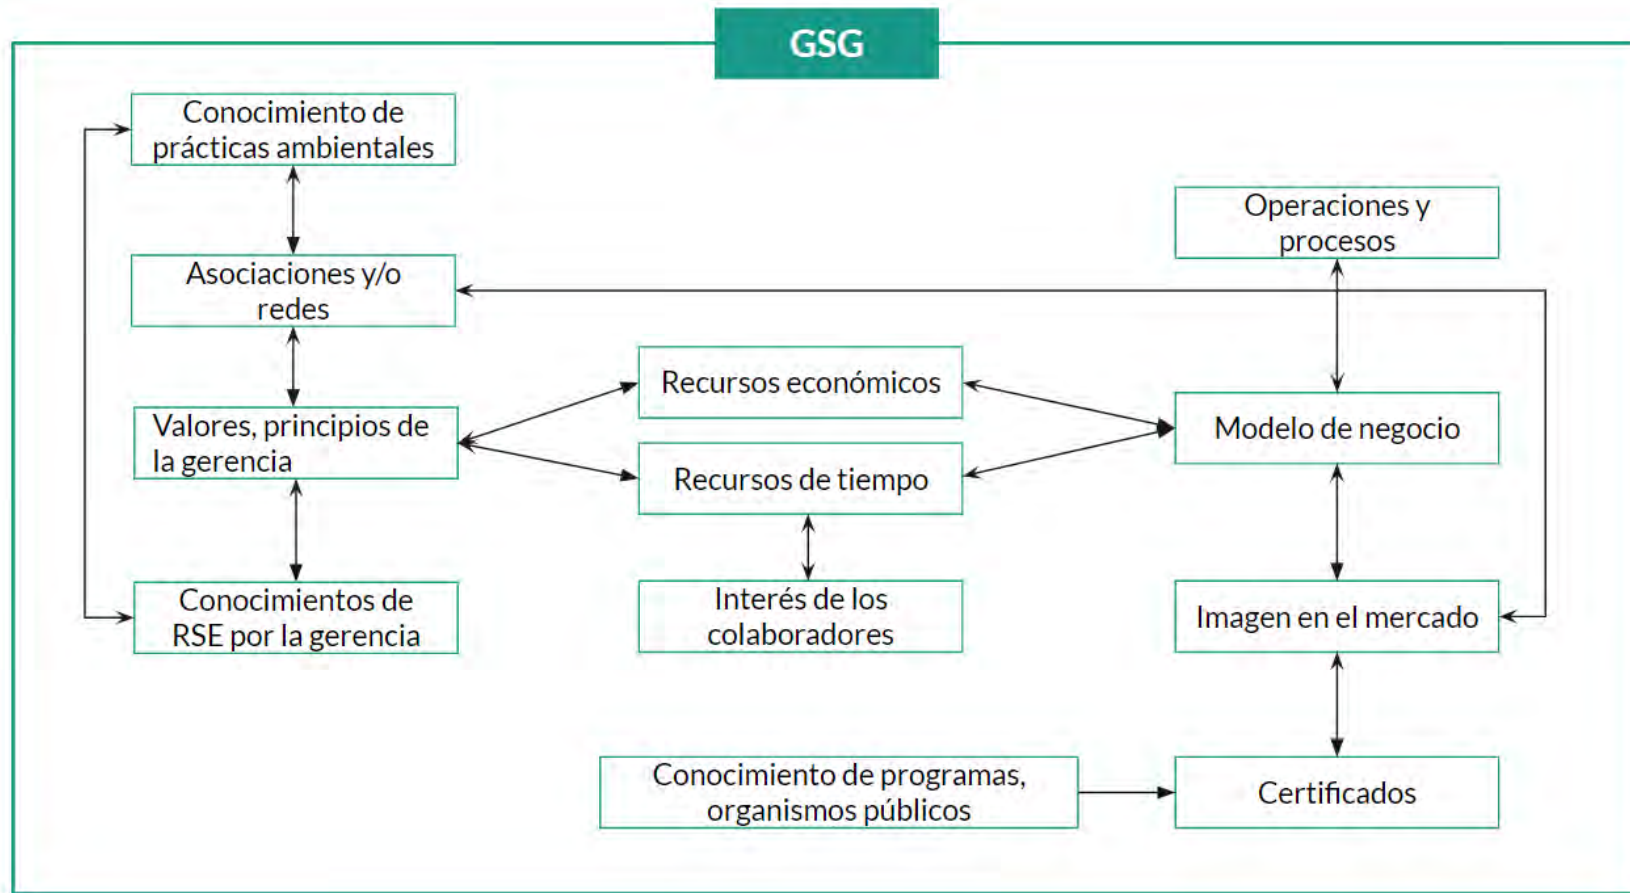 GSG
Conocimiento de
prácticas ambientales
Asociaciones y/o
redes
Valores, principios de
la gerencia
Conocimientos de
RSE por la gerencia
Recursos económicos
Recursos de tiempo
Interés de los
colaboradores
Conocimiento de programas,
organismos públicos
Operaciones y
procesos
Modelo de negocio
Imagen en el mercado
Certificados